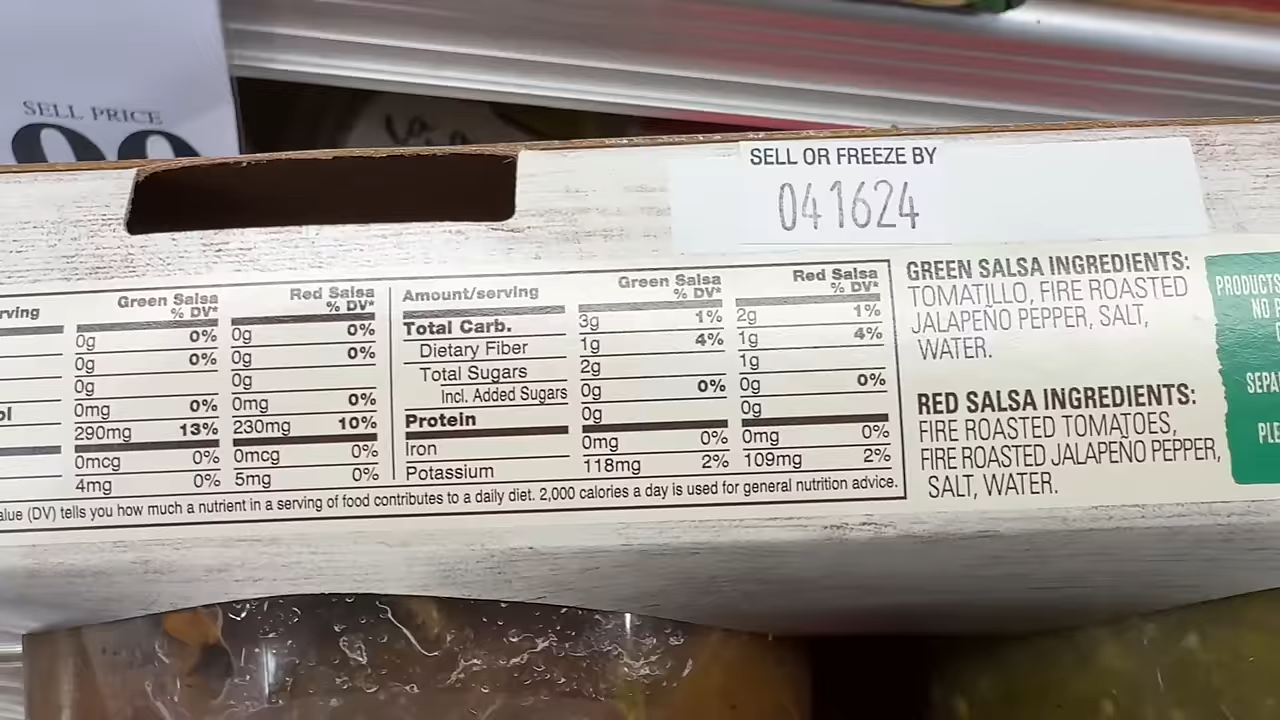 SELL PRICE
SELL OR FREEZE BY
041624
Green Salsa
% DV*
Red Salsa
% DV*
0g 0% 0g 0%
0g 0% 0g 0%
0g 0g
0mg 0% 0mg 0%
290mg 13% 230mg 10%
0mcg 0% 0mcg 0%
4mg 0% 5mg 0%
Amount/serving
Green Salsa
% DV*
Red Salsa
% DV*
Total Carb. 3g 1% 2g 1%
Dietary Fiber 1g 4% 1g 4%
Total Sugars 2g 1g
Incl. Added Sugars 0g 0% 0g 0%
Protein 0g 0g
Iron 0mg 0% 0mg 0%
Potassium 118mg 2% 109mg 2%
(DV) tells you how much a nutrient in a serving of food contributes to a daily diet. 2,000 calories a day is used for general nutrition advice.
GREEN SALSA INGREDIENTS:
TOMATILLO, FIRE ROASTED
JALAPEÑO PEPPER, SALT,
WATER.
RED SALSA INGREDIENTS:
FIRE ROASTED TOMATOES,
FIRE ROASTED JALAPEÑO PEPPER,
SALT, WATER.
PRODUCTS
NO